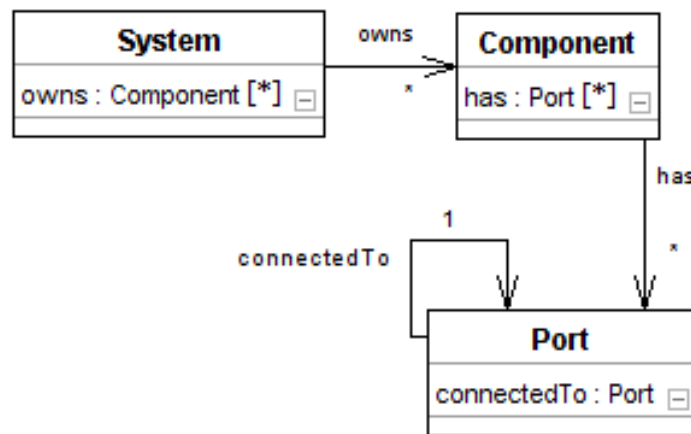 System
owns : Component [*]
owns
*
Component
has : Port [*]
has
*
1
connectedTo
Port
connectedTo : Port